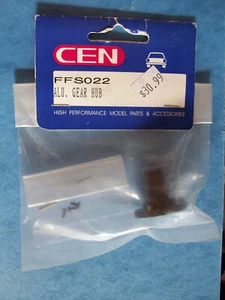 CEN
$30.99
FFS022
ALU. GEAR HUB
HIGH PERFORMANCE MODEL PARTS & ACCESSORIES